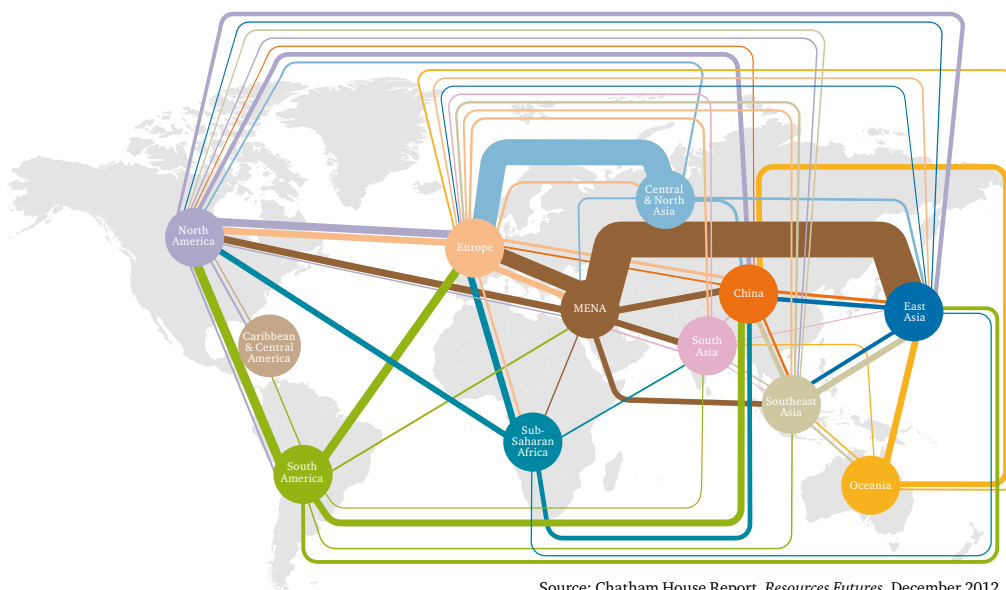 Central
& North
Asia
North
America
Europe
China
MENA
East
Asia
Caribbean
& Central
America
South
Asia
Southeast
Asia
Sub-
Saharan
Africa
South
America
Oceania
Source: Chatham House Report, Resources Futures, December 2012